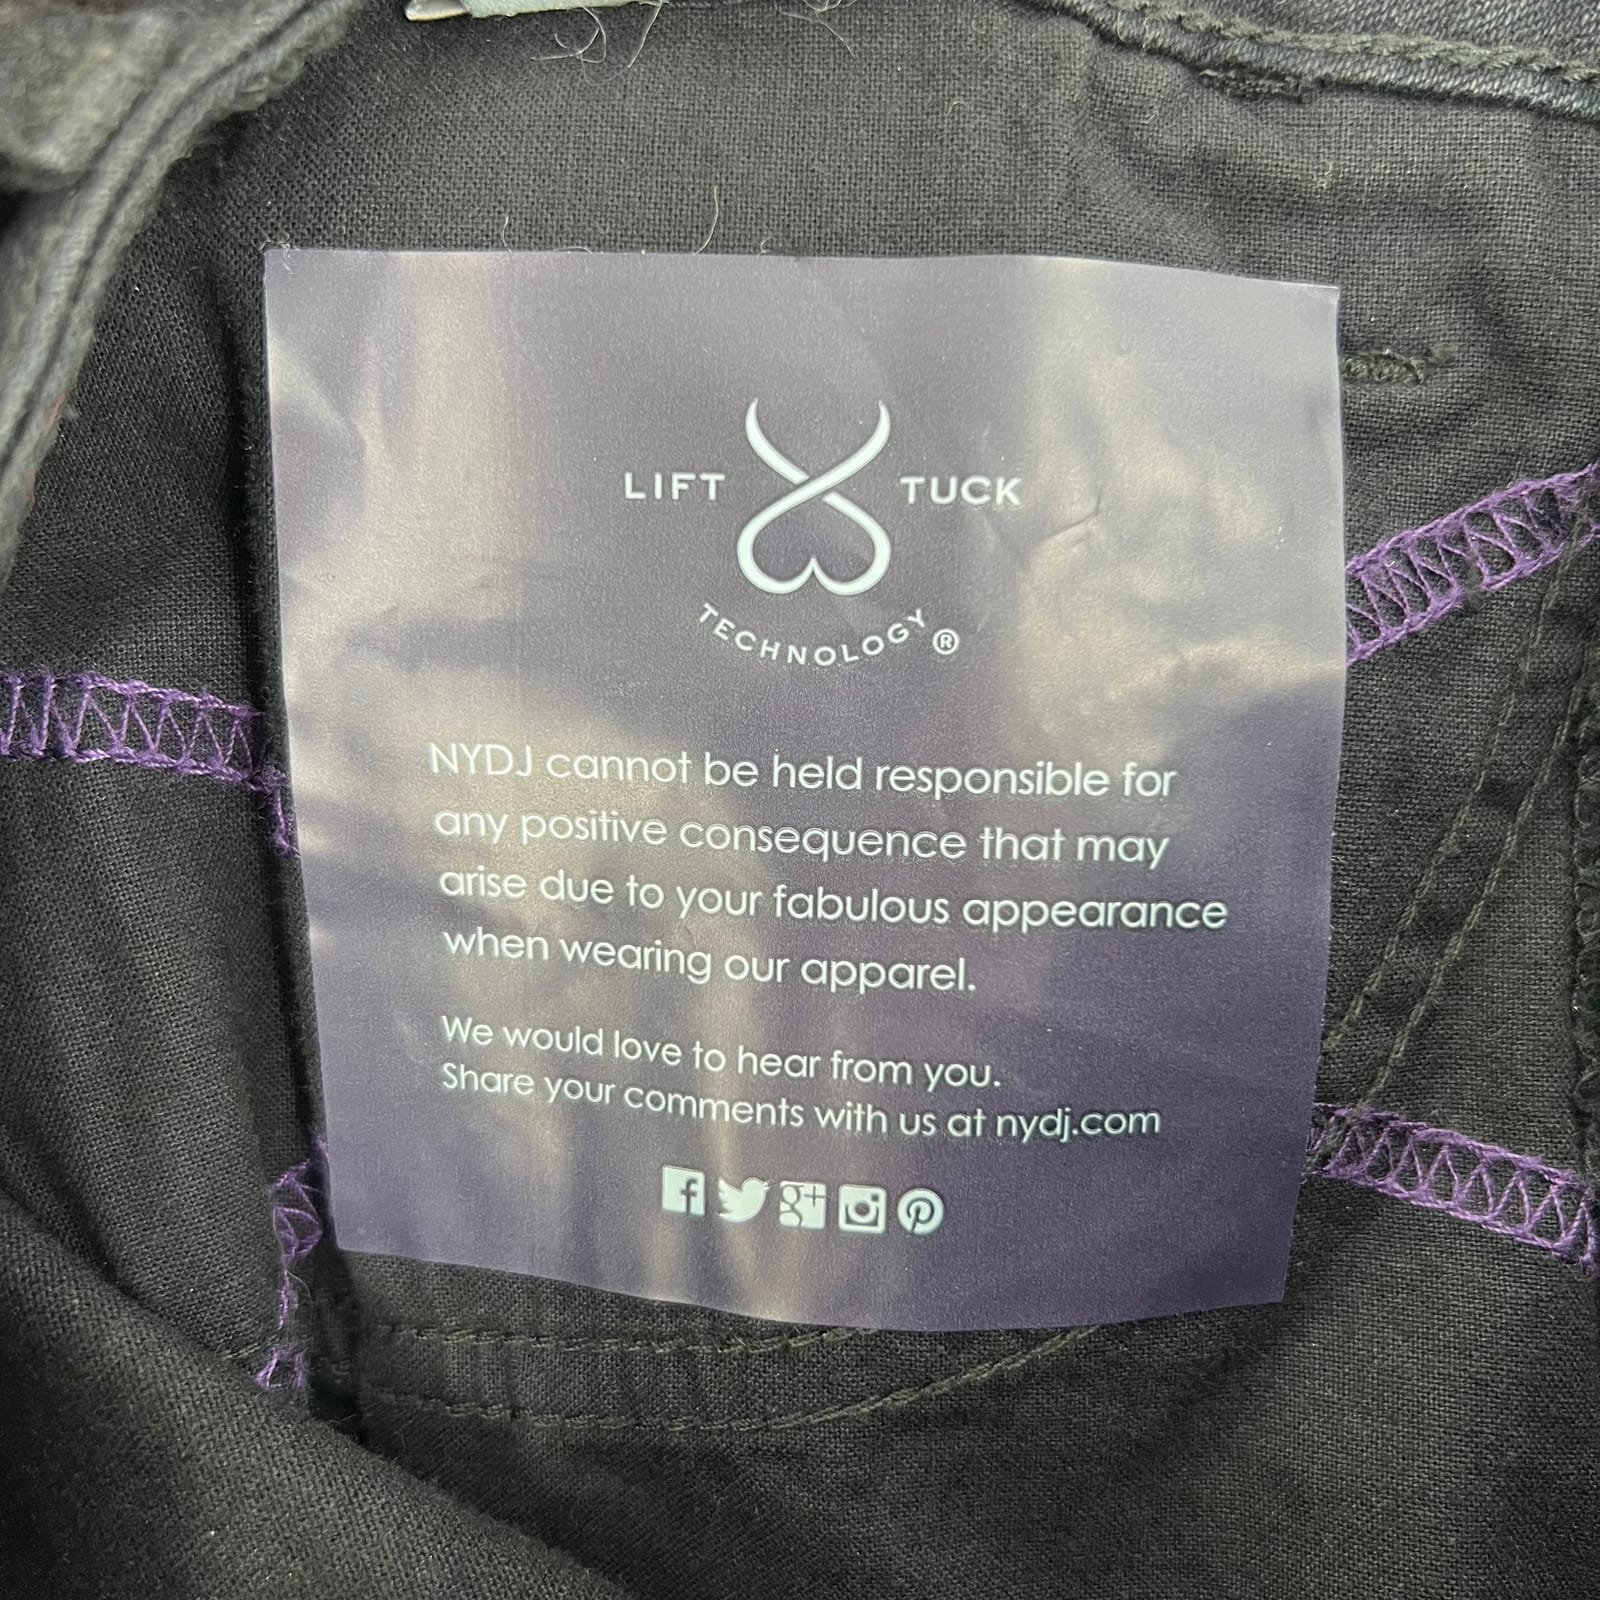 LIFT TUCK
TECHNOLOGY®
NYDJ cannot be held responsible for
any positive consequence that may
arise due to your fabulous appearance
when wearing our apparel.
We would love to hear from you.
Share your comments with us at nydj.com